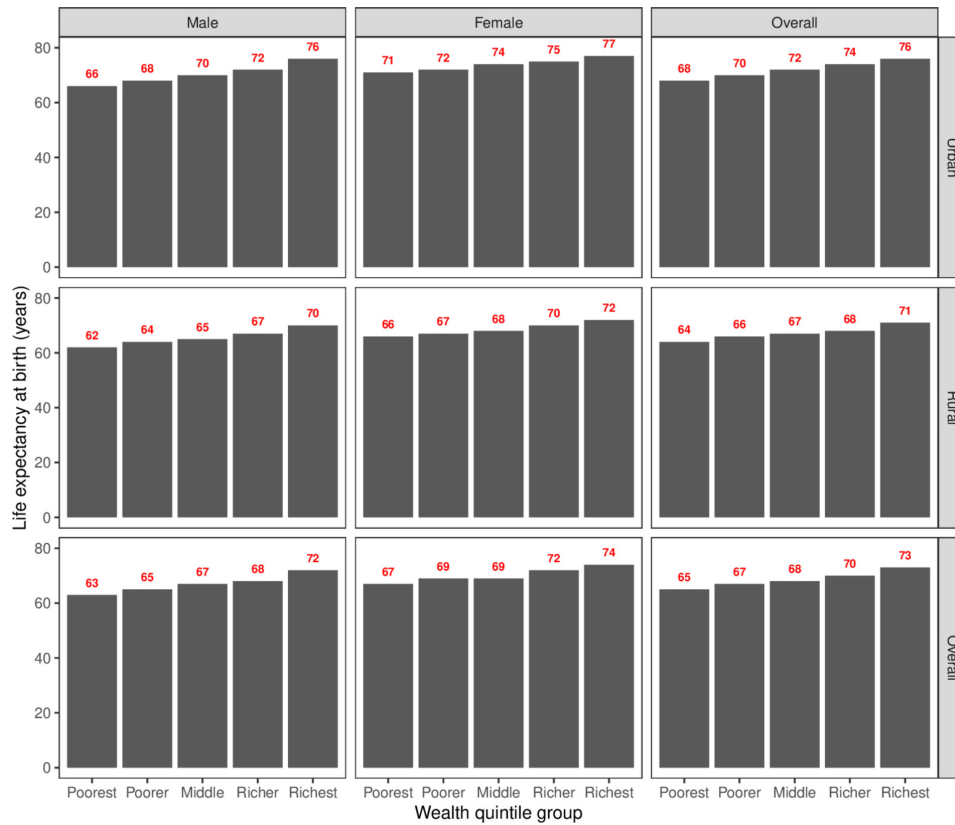 Male Female Overall
80 66 68 70 72 76 71 72 74 75 77 68 70 72 74 76
60
40
20
0
Urban
80 62 64 65 67 70 66 67 68 70 72 64 66 67 68 71
60
40
20
0
Rural
80 63 65 67 68 72 67 69 69 72 74 65 67 68 70 73
60
40
20
0
Overall
Life expectancy at birth (years)
Poorest Poorer Middle Richer Richest Poorest Poorer Middle Richer Richest Poorest Poorer Middle Richer Richest
Wealth quintile group